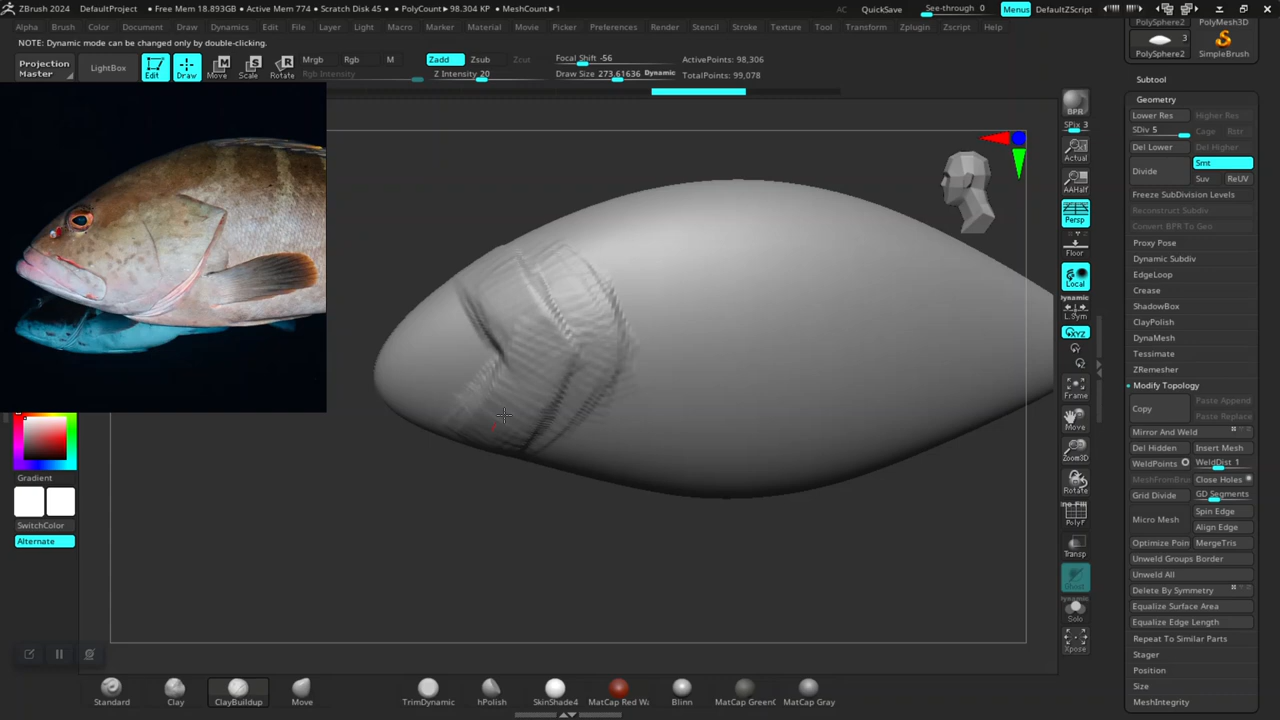 ZBrush 2024 DefaultProject • Free Mem 18.893GB • Active Mem 774 • Scratch Disk 45 • PolyCount▸98.304 KP • MeshCount▸1 AC QuickSave See-through 0 Menus DefaultZScript
Alpha Brush Color Document Draw Dynamics Edit File Layer Light Macro Marker Material Movie Picker Preferences Render Stencil Stroke Texture Tool Transform Zplugin Zscript Help
NOTE: Dynamic mode can be changed only by double-clicking.
Projection Master
LightBox
Edit Draw Move Scale Rotate
Mrgb Rgb M
Rgb Intensity
Zadd Zsub Zcut
Z Intensity 20
Focal Shift -56
Draw Size 273.61636 Dynamic
ActivePoints: 98,306
TotalPoints: 99,078
Gradient
SwitchColor
Alternate
Standard Clay ClayBuildup Move TrimDynamic hPolish SkinShade4 MatCap Red Wa Blinn MatCap GreenC MatCap Gray
BPR
SPix 3
Actual
AAHalf
Persp
Floor
Local
Dynamic
L.Sym
XYZ
Frame
Move
Zoom3D
Rotate
PolyF
Transp
Ghost
Dynamic
Solo
Xpose
PolySphere2 PolyMesh3D
3
PolySphere2 SimpleBrush
Subtool
Geometry
Lower Res Higher Res
SDiv 5 Cage Rstr
Del Lower Del Higher
Divide Smt
Suv ReUV
Freeze SubDivision Levels
Reconstruct Subdiv
Convert BPR To Geo
Proxy Pose
Dynamic Subdiv
EdgeLoop
Crease
ShadowBox
ClayPolish
DynaMesh
Tessimate
ZRemesher
Modify Topology
Copy Paste Append
Paste Replace
Mirror And Weld
Del Hidden Insert Mesh
WeldPoints WeldDist 1
MeshFromBru Close Holes
Grid Divide GD Segments
Micro Mesh Spin Edge
Align Edge
Optimize Poin MergeTris
Unweld Groups Border
Unweld All
Delete By Symmetry
Equalize Surface Area
Equalize Edge Length
Repeat To Similar Parts
Stager
Position
Size
MeshIntegrity